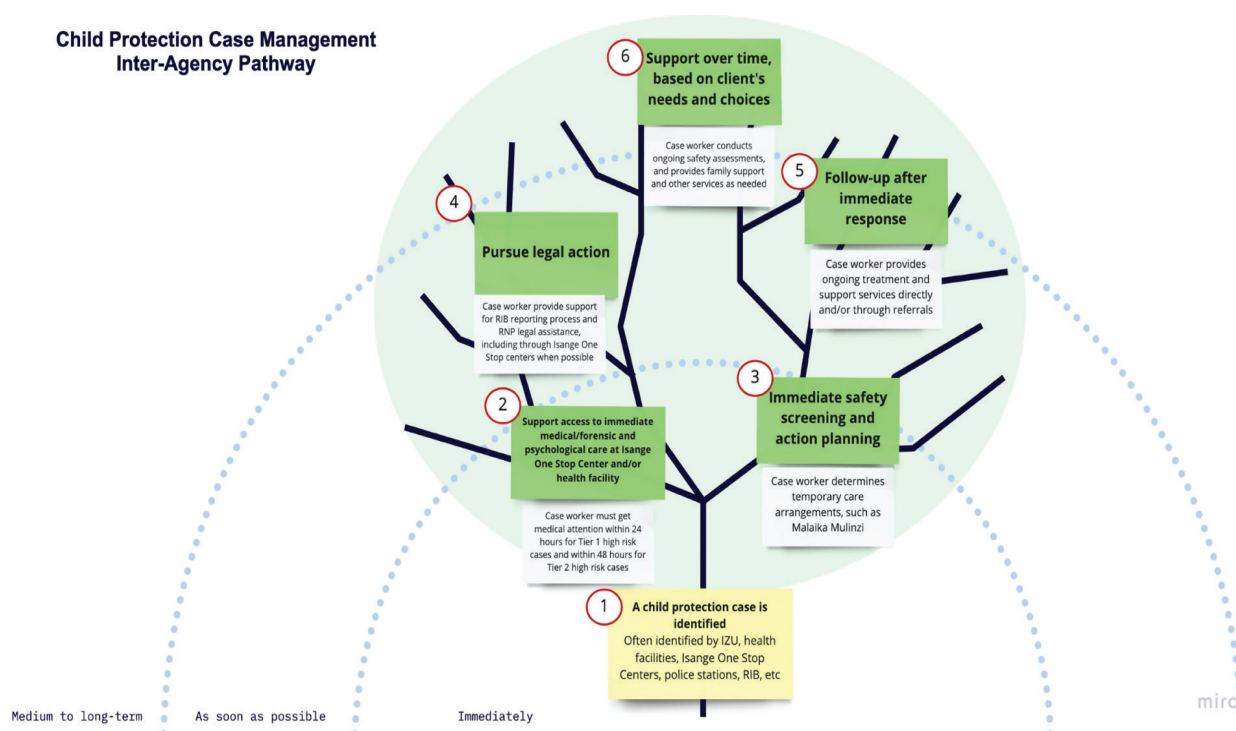 Child Protection Case Management
Inter-Agency Pathway
6
Support over time,
based on client's
needs and choices
Case worker conducts
ongoing safety assessments,
and provides family support
and other services as needed
5
Follow-up after
immediate
response
Case worker provides
ongoing treatment and
support services directly
and/or through referrals
4
Pursue legal action
Case worker provide support
for RIB reporting process and
RNP legal assistance,
including through Isange One
Stop centers when possible
3
Immediate safety
screening and
action planning
Case worker determines
temporary care
arrangements, such as
Malaika Mulinzi
2
Support access to immediate
medical/forensic and
psychological care at Isange
One Stop Center and/or
health facility
Case worker must get
medical attention within 24
hours for Tier 1 high risk
cases and within 48 hours for
Tier 2 high risk cases
1
A child protection case is
identified
Often identified by IZU, health
facilities, Isange One Stop
Centers, police stations, RIB, etc
Medium to long-term
As soon as possible
Immediately
miro